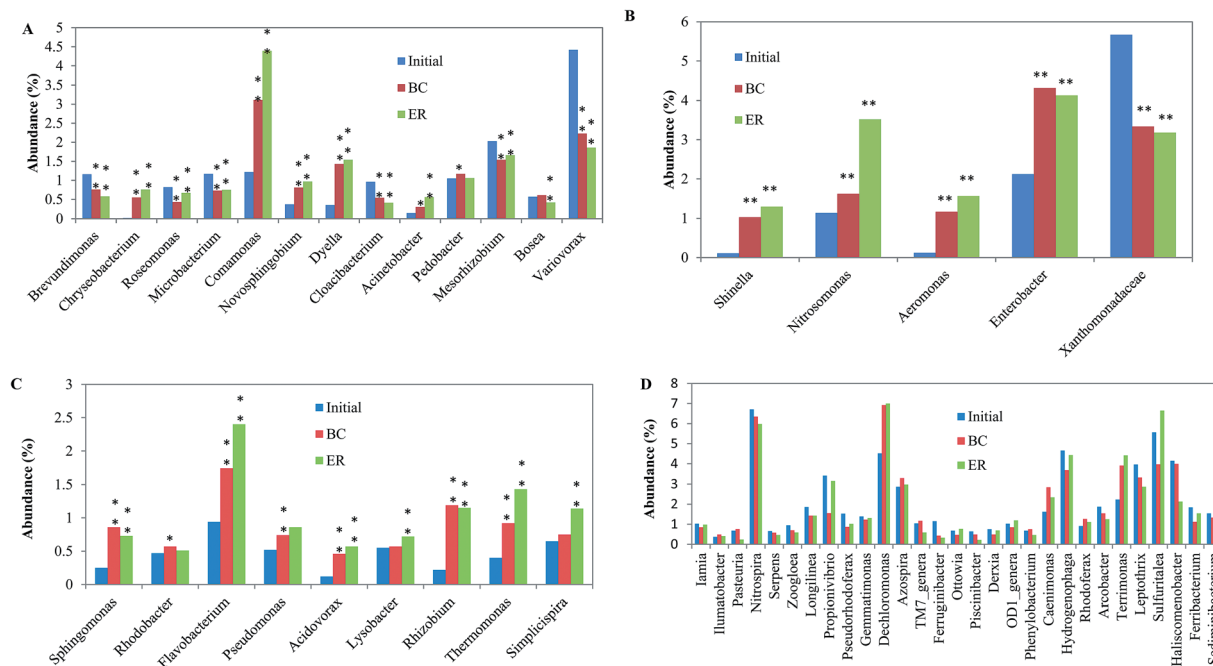 A
Abundance (%)
5
4.5
4
3.5
3
2.5
2
1.5
1
0.5
0
Initial
BC
ER
* * * * * * * * * * * * * * * * * * * * * * * * * * * * * * * * * * * * * * * * * *
Brevundimonas
Chryseobacterium
Roseomonas
Microbacterium
Comamonas
Novosphingobium
Dyella
Cloacibacterium
Acinetobacter
Pedobacter
Mesorhizobium
Bosea
Variovorax
B
Abundance (%)
6
5
4
3
2
1
0
Initial
BC
ER
** ** ** ** ** ** ** ** ** **
Shinella
Nitrosomonas
Aeromonas
Enterobacter
Xanthomonadaceae
C
Abundance (%)
3
2.5
2
1.5
1
0.5
0
Initial
BC
ER
Sphingomonas
Rhodobacter
Flavobacterium
Pseudomonas
Acidovorax
Lysobacter
Rhizobium
Thermomonas
Simplicispira
D
Abundance (%)
8
7
6
5
4
3
2
1
0
Initial
BC
ER
Iamia
Ilumatobacter
Pasteuria
Nitrospira
Serpens
Zoogloea
Longilinea
Propionivibrio
Pseudorhodoferax
Gemmatimonas
Dechloromonas
Azospira
TM7_genera
Ferruginibacter
Ottowia
Piscinibacter
Derxia
OD1_genera
Phenylobacterium
Caenimonas
Hydrogenophaga
Rhodoferax
Arcobacter
Terrimonas
Leptothrix
Sulfuritalea
Haliscomenobacter
Ferribacterium
Sediminibacterium